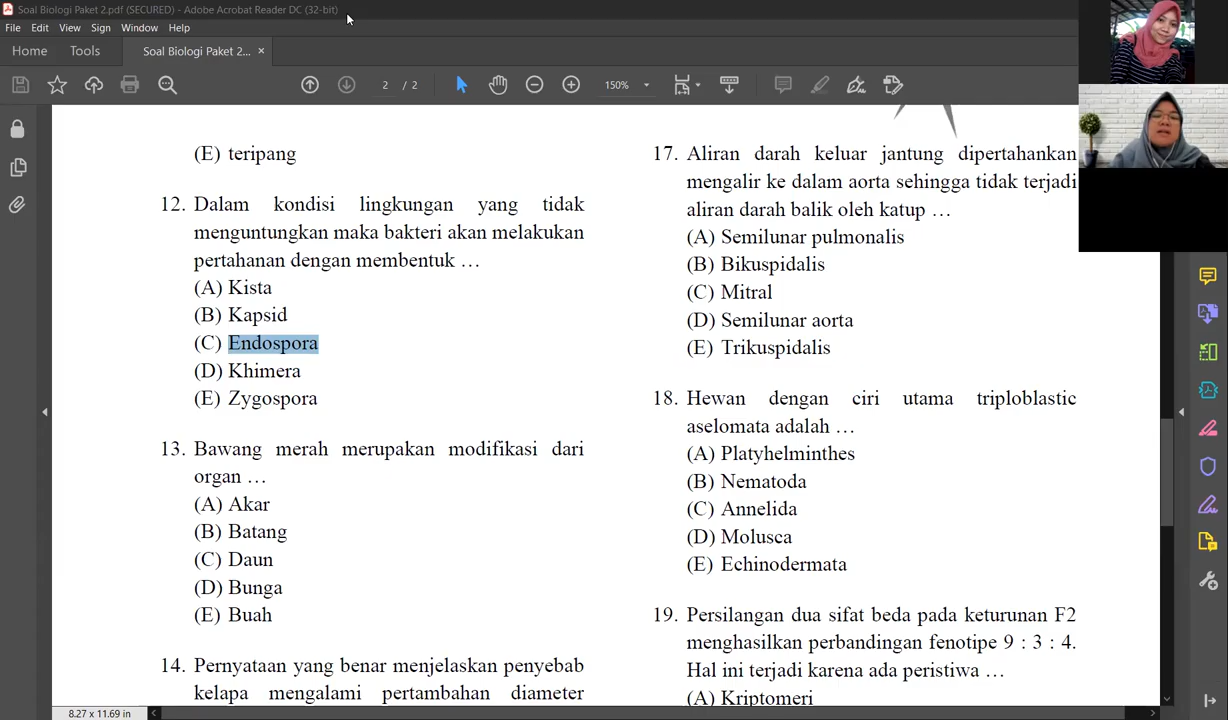 Soal Biologi Paket 2.pdf (SECURED) - Adobe Acrobat Reader DC (32-bit)
File Edit View Sign Window Help
Home Tools Soal Biologi Paket 2... ×
2 / 2 150%
(E) teripang
12. Dalam kondisi lingkungan yang tidak
menguntungkan maka bakteri akan melakukan
pertahanan dengan membentuk …
(A) Kista
(B) Kapsid
(C) Endospora
(D) Khimera
(E) Zygospora
13. Bawang merah merupakan modifikasi dari
organ …
(A) Akar
(B) Batang
(C) Daun
(D) Bunga
(E) Buah
14. Pernyataan yang benar menjelaskan penyebab
kelapa mengalami pertambahan diameter
17. Aliran darah keluar jantung dipertahankan
mengalir ke dalam aorta sehingga tidak terjadi
aliran darah balik oleh katup …
(A) Semilunar pulmonalis
(B) Bikuspidalis
(C) Mitral
(D) Semilunar aorta
(E) Trikuspidalis
18. Hewan dengan ciri utama triploblastic
aselomata adalah …
(A) Platyhelminthes
(B) Nematoda
(C) Annelida
(D) Molusca
(E) Echinodermata
19. Persilangan dua sifat beda pada keturunan F2
menghasilkan perbandingan fenotipe 9 : 3 : 4.
Hal ini terjadi karena ada peristiwa …
(A) Kriptomeri
8.27 x 11.69 in